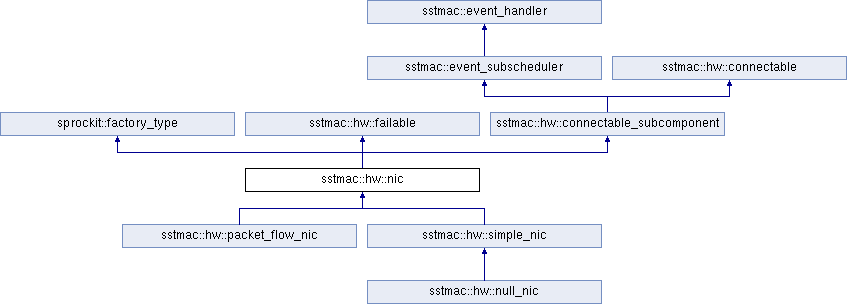 sstmac::event_handler
sstmac::event_subscheduler
sstmac::hw::connectable
sprockit::factory_type
sstmac::hw::failable
sstmac::hw::connectable_subcomponent
sstmac::hw::nic
sstmac::hw::packet_flow_nic
sstmac::hw::simple_nic
sstmac::hw::null_nic